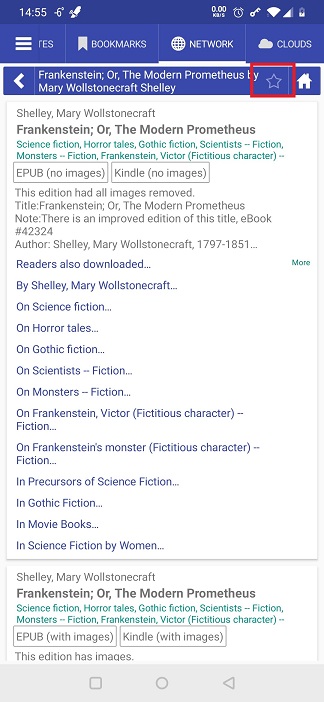 14:55 -6° 0.00 KB/S
TES BOOKMARKS NETWORK CLOUDS
Frankenstein; Or, The Modern Prometheus by
Mary Wollstonecraft Shelley
Shelley, Mary Wollstonecraft
Frankenstein; Or, The Modern Prometheus
Science fiction, Horror tales, Gothic fiction, Scientists -- Fiction,
Monsters -- Fiction, Frankenstein, Victor (Fictitious character) --
EPUB (no images) Kindle (no images)
This edition had all images removed.
Title:Frankenstein; Or, The Modern Prometheus
Note:There is an improved edition of this title, eBook
#42324
Author: Shelley, Mary Wollstonecraft, 1797-1851...
Readers also downloaded... More
By Shelley, Mary Wollstonecraft...
On Science fiction...
On Horror tales...
On Gothic fiction...
On Scientists -- Fiction...
On Monsters -- Fiction...
On Frankenstein, Victor (Fictitious character) --
Fiction...
On Frankenstein's monster (Fictitious character) --
Fiction...
In Precursors of Science Fiction...
In Gothic Fiction...
In Movie Books...
In Science Fiction by Women...
Shelley, Mary Wollstonecraft
Frankenstein; Or, The Modern Prometheus
Science fiction, Horror tales, Gothic fiction, Scientists -- Fiction,
Monsters -- Fiction, Frankenstein, Victor (Fictitious character) --
EPUB (with images) Kindle (with images)
This edition has images.